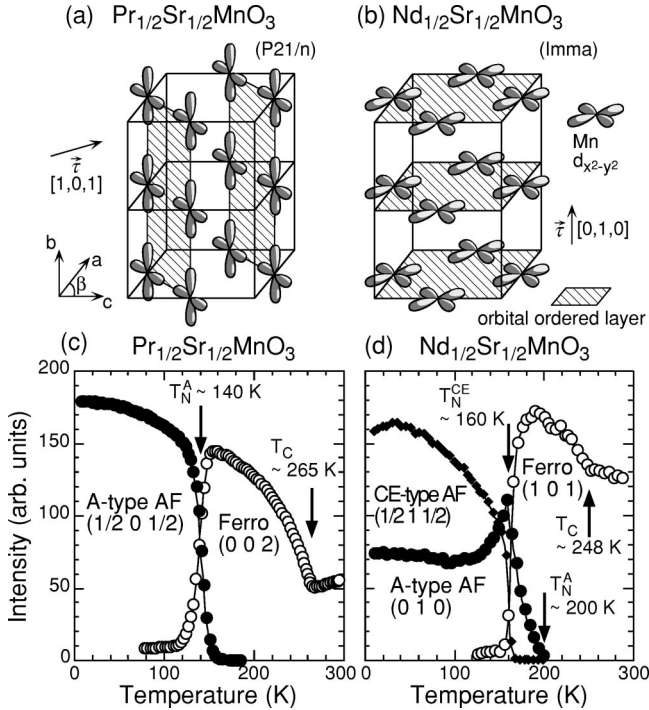 (a) Pr1/2Sr1/2MnO3
(P21/n)
τ
[1,0,1]
b
a
β
c
(b) Nd1/2Sr1/2MnO3
(Imma)
Mn
dx2-y2
τ [0,1,0]
orbital ordered layer
(c) Pr1/2Sr1/2MnO3
200
150
100
50
0
Intensity (arb. units)
TNA ~ 140 K
TC
~ 265 K
A-type AF
(1/2 0 1/2)
Ferro
(0 0 2)
0 100 200 300
Temperature (K)
(d) Nd1/2Sr1/2MnO3
TNCE
~ 160 K
CE-type AF
(1/2 1 1/2)
Ferro
(1 0 1)
TC
~ 248 K
A-type AF
(0 1 0)
TNA
~ 200 K
0 100 200 300
Temperature (K)